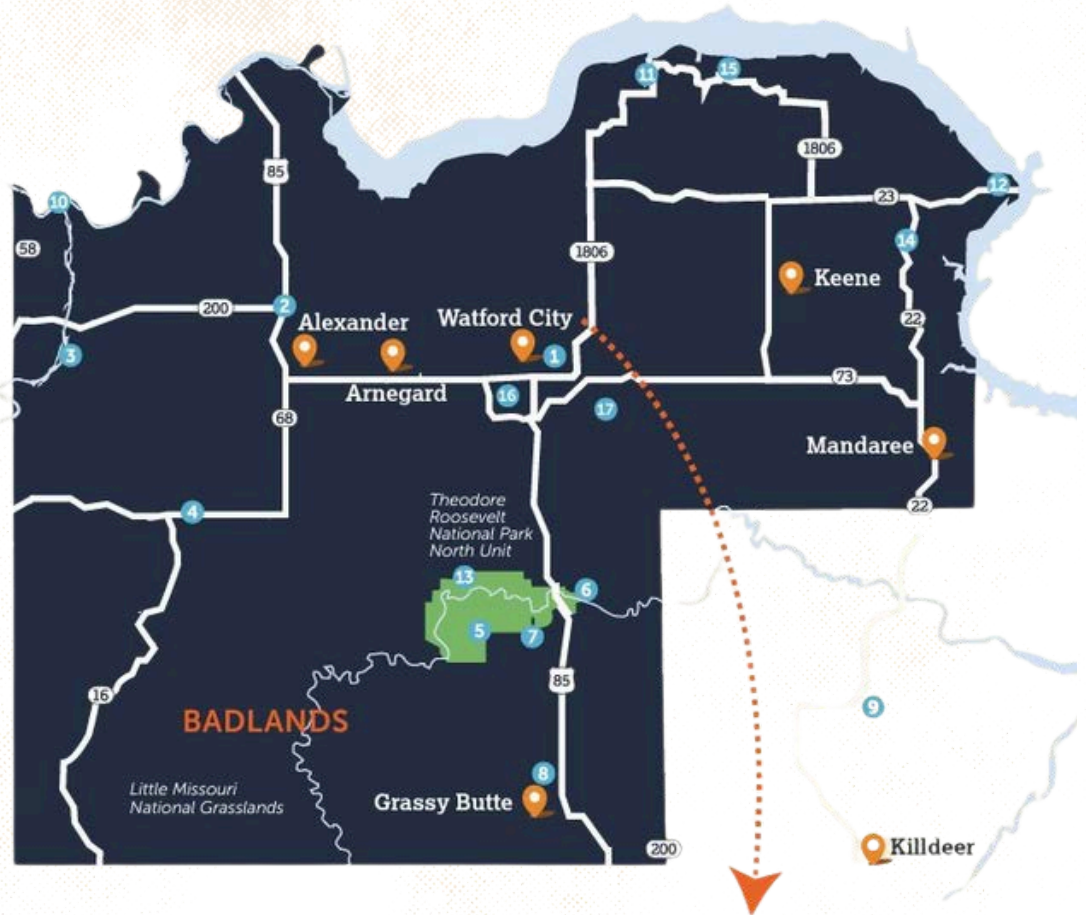 11
15
85
1806
10
12
23
58
14
1806
Keene
200
2
22
Alexander
Watford City
3
1
Arnegard
16
73
17
68
Mandaree
Theodore
Roosevelt
National Park
North Unit
22
4
13
6
5
7
85
16
9
BADLANDS
Little Missouri
National Grasslands
8
Grassy Butte
200
Killdeer